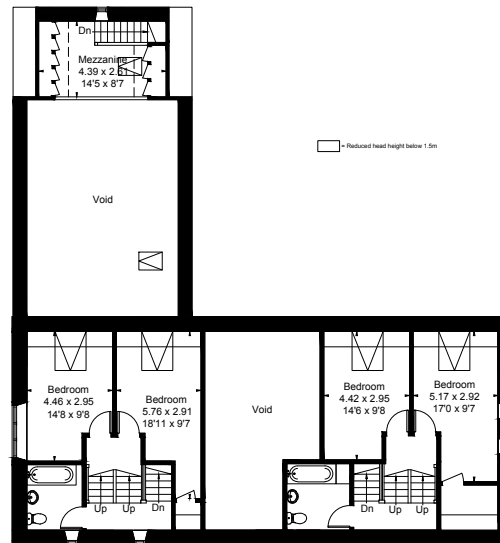 Dn
Mezzanine
4.39 x 2.61
14'5 x 8'7
= Reduced head height below 1.5m
Void
Bedroom
4.46 x 2.95
14'8 x 9'8
Bedroom
5.76 x 2.91
18'11 x 9'7
Void
Bedroom
4.42 x 2.95
14'6 x 9'8
Bedroom
5.17 x 2.92
17'0 x 9'7
Up
Up
Dn
Dn
Up
Up